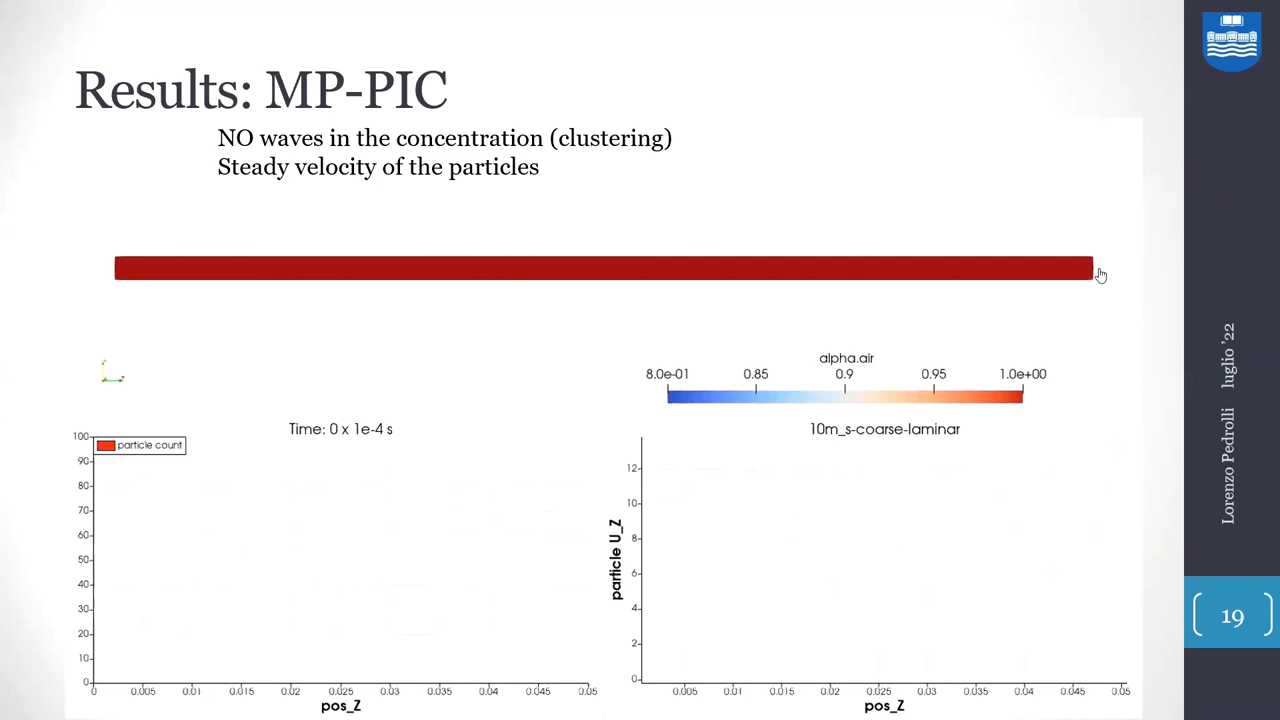 Results: MP-PIC
NO waves in the concentration (clustering)
Steady velocity of the particles
alpha.air
8.0e-01 0.85 0.9 0.95 1.0e+00
Time: 0 x 1e-4 s
particle count
100
90
80
70
60
50
40
30
20
10
0
0 0.005 0.01 0.015 0.02 0.025 0.03 0.035 0.04 0.045 0.05
pos_Z
10m_s-coarse-laminar
particle U_Z
12
10
8
6
4
2
0
0.005 0.01 0.015 0.02 0.025 0.03 0.035 0.04 0.045 0.05
pos_Z
Lorenzo Pedrolli luglio '22
19